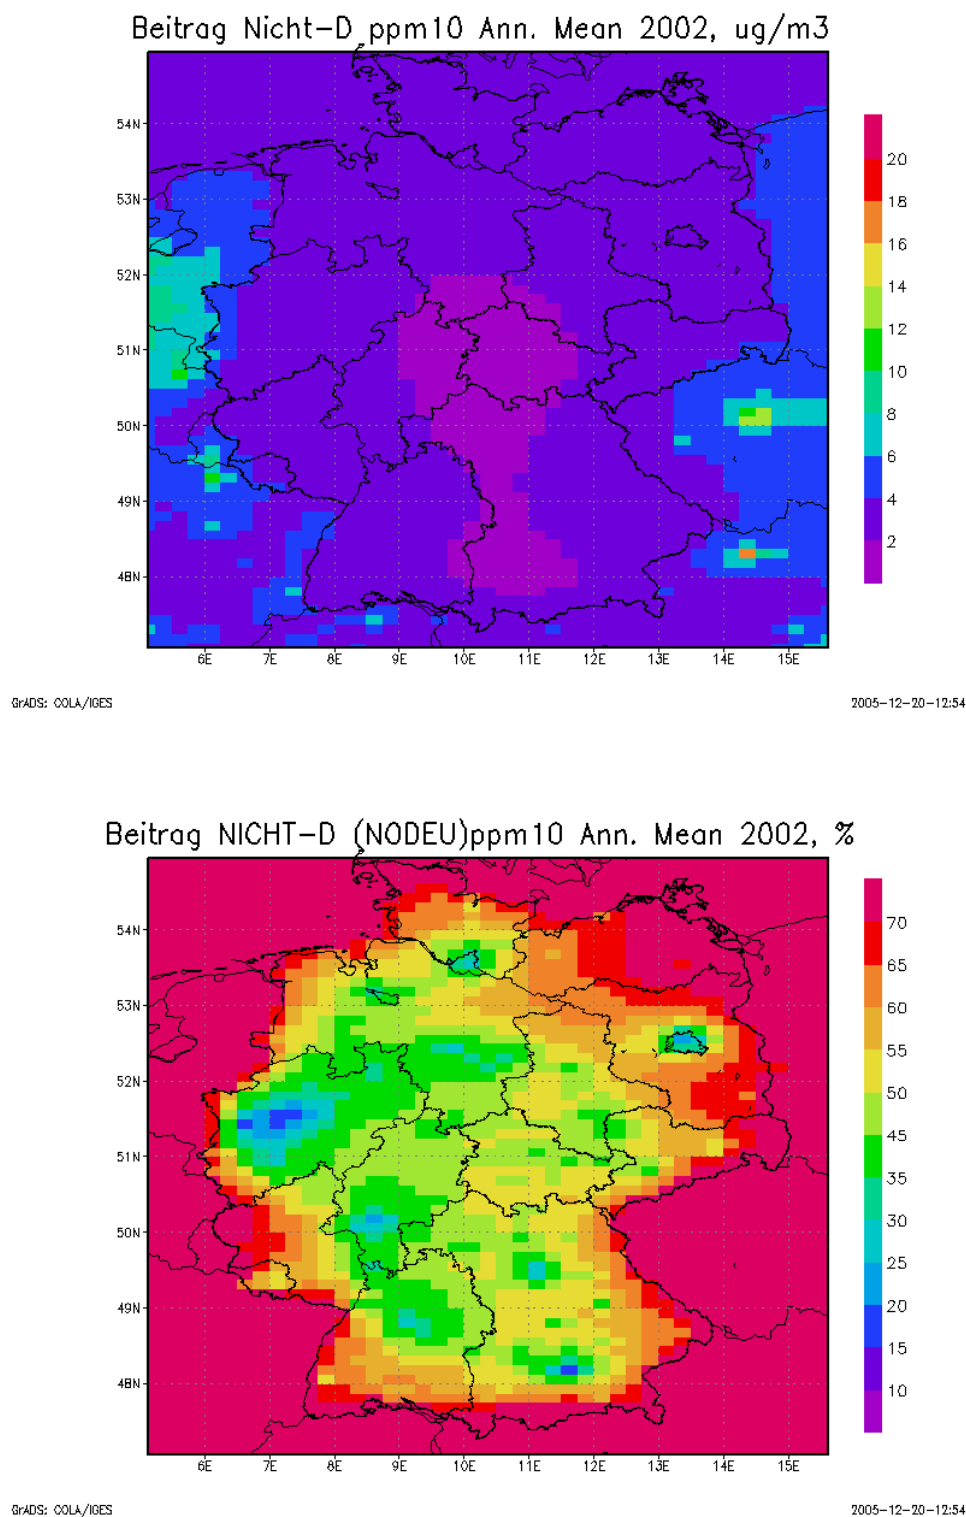 Beitrag Nicht-D ppm10 Ann. Mean 2002, ug/m3
54N
53N
52N
51N
50N
49N
48N
6E 7E 8E 9E 10E 11E 12E 13E 14E 15E
20
18
16
14
12
10
8
6
4
2
GrADS: COLA/IGES
2005-12-20-12:54
Beitrag NICHT-D (NODEU)ppm10 Ann. Mean 2002, %
54N
53N
52N
51N
50N
49N
48N
6E 7E 8E 9E 10E 11E 12E 13E 14E 15E
70
65
60
55
50
45
35
30
25
20
15
10
GrADS: COLA/IGES
2005-12-20-12:54